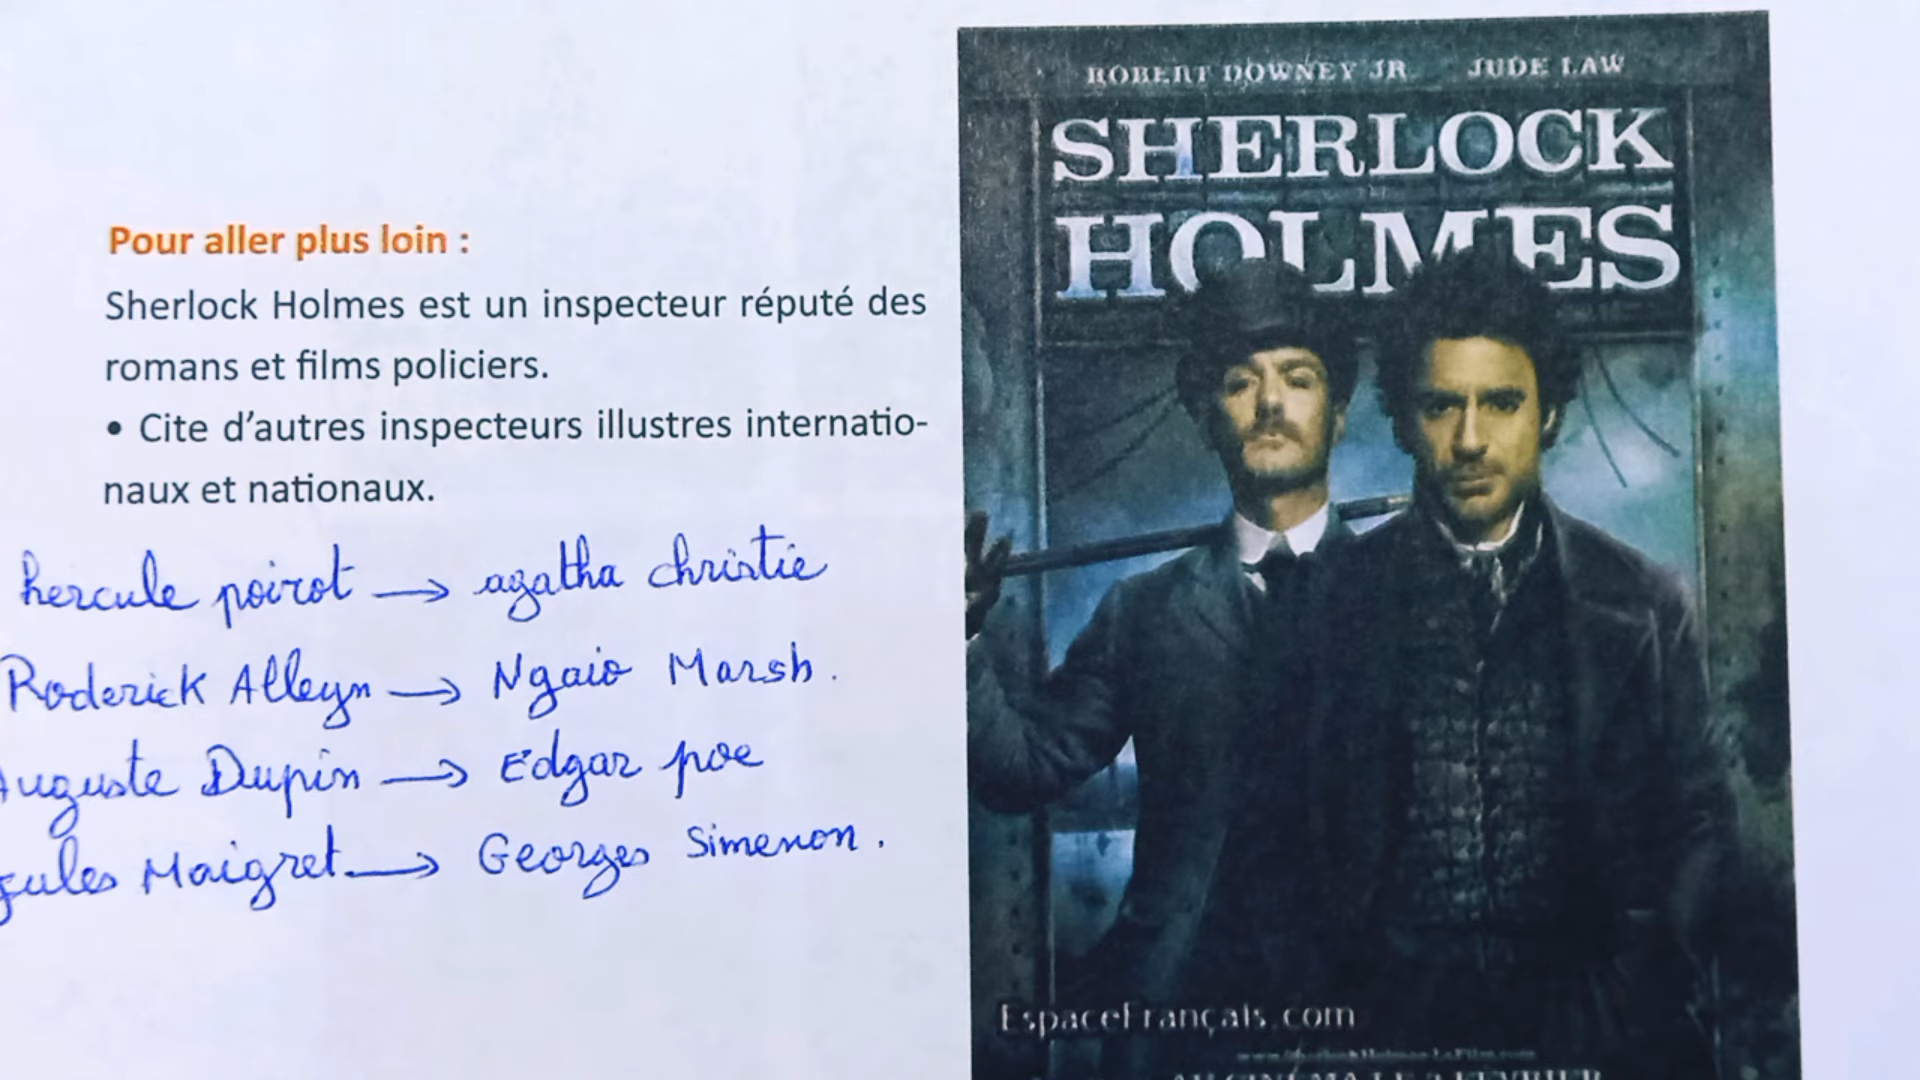 Pour aller plus loin :
Sherlock Holmes est un inspecteur réputé des
romans et films policiers.
• Cite d'autres inspecteurs illustres internatio-
naux et nationaux.
hercule poirot → agatha christie
Roderick Alleyn → Ngaio Marsh.
Auguste Dupin → Edgar poe
jules Maigret → Georges Simenon.
ROBERT DOWNEY JR JUDE LAW
SHERLOCK
HOLMES
EspaceFrançais.com